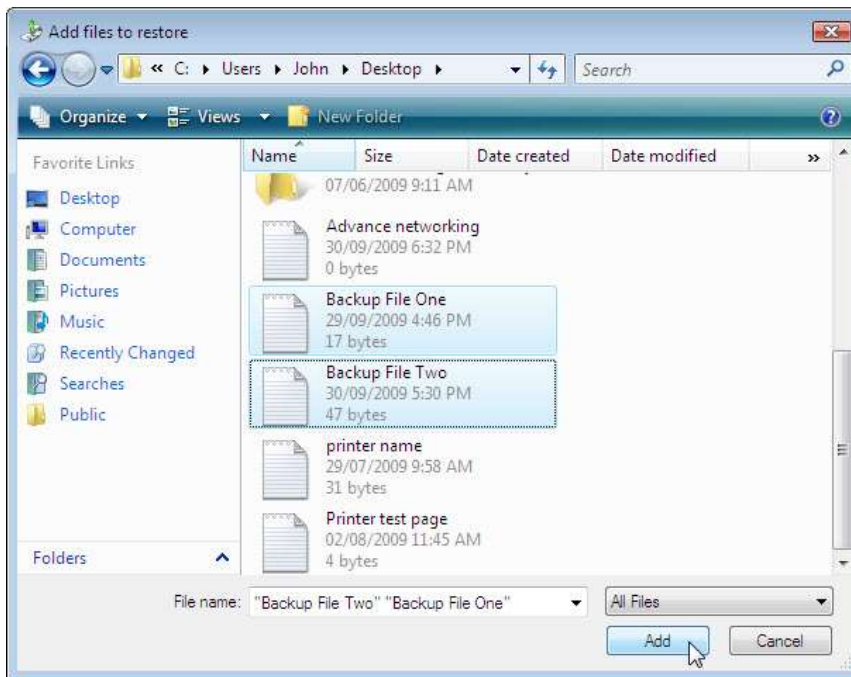 Add files to restore
« C: ▸ Users ▸ John ▸ Desktop ▸ Search
Organize Views New Folder
Favorite Links
Desktop
Computer
Documents
Pictures
Music
Recently Changed
Searches
Public
Folders
Name Size Date created Date modified »
07/06/2009 9:11 AM
Advance networking
30/09/2009 6:32 PM
0 bytes
Backup File One
29/09/2009 4:46 PM
17 bytes
Backup File Two
30/09/2009 5:30 PM
47 bytes
printer name
29/07/2009 9:58 AM
31 bytes
Printer test page
02/08/2009 11:45 AM
4 bytes
File name: "Backup File Two" "Backup File One" All Files
Add Cancel